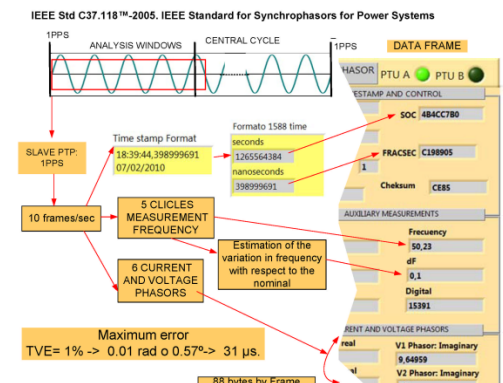 IEEE Std C37.118™-2005. IEEE Standard for Synchrophasors for Power Systems
1PPS
ANALYSIS WINDOWS
CENTRAL CYCLE
1PPS
DATA FRAME
HASOR
PTU A
PTU B
ESTAMP AND CONTROL
SOC
4B4CC7B0
Time stamp Format
18:39:44,398999691
07/02/2010
Formato 1588 time
seconds
1265564384
nanoseconds
398999691
SLAVE PTP:
1PPS
FRACSEC
C198905
1
Cheksum
CE85
10 frames/sec
5 CLICLES
MEASUREMENT
FREQUENCY
AUXILIARY MEASUREMENTS
Frecuency
50,23
dF
0,1
Digital
15391
Estimation of the
variation in frequency
with respect to the
nominal
6 CURRENT
AND VOLTAGE
PHASORS
RENT AND VOLTAGE PHASORS
real
V1 Phasor: Imaginary
9,64959
al
V2 Phasor: Imaginary
Maximum error
TVE= 1% -> 0.01 rad o 0.57º-> 31 µs.
88 bytes by Frame